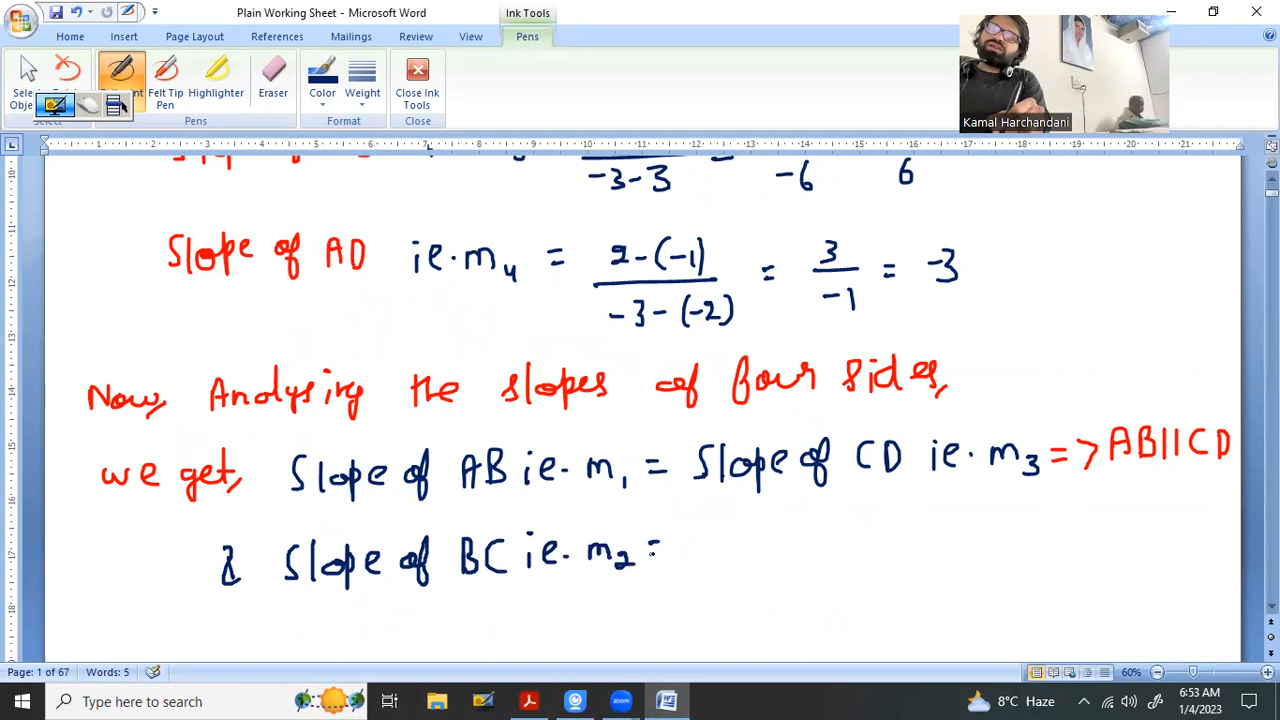 Plain Working Sheet - Microsoft Word
Ink Tools
Home Insert Page Layout References Mailings Review View Pens
Felt Tip Pen
Highlighter
Eraser
Color
Weight
Close Ink Tools
Pens
Format
Close
Kamal Harchandani
-3-3 -6 6
Slope of AD ie. m4 = 2-(-1) / -3-(-2) = 3 / -1 = -3
Now, Analysing the slopes of four sides,
we get, Slope of AB ie. m1 = Slope of CD ie. m3 => AB||CD
& Slope of BC ie. m2 =
Page: 1 of 67 Words: 5
60%
Type here to search
8°C Haze
6:53 AM
1/4/2023